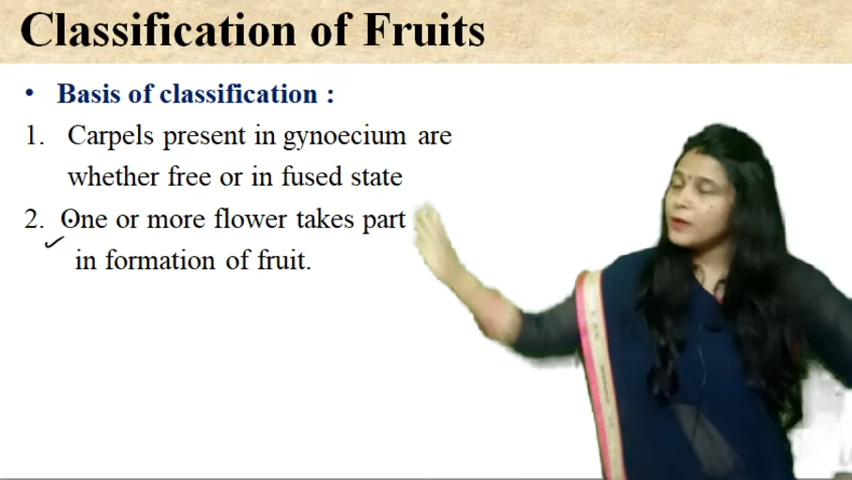 Classification of Fruits
• Basis of classification :
1. Carpels present in gynoecium are
whether free or in fused state
2. One or more flower takes part
in formation of fruit.